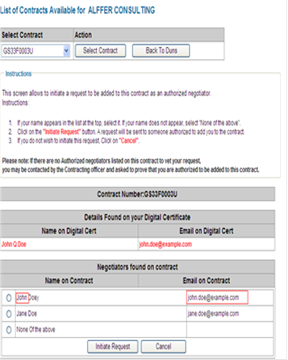 List of Contracts Available for ALFFER CONSULTING
Select Contract Action
GS33F0003U Select Contract Back To Duns
Instructions
This screen allows to initiate a request to be added to this contract as an authorized negotiator.
Instructions:
1. If your name appears in the list at the top, select it. If your name does not appear, select "None of the above".
2. Click on the "Initiate Request" button. A request will be sent to someone authorized to add you to the contract.
3. If you do not wish to initiate this request, Click on "Cancel".
Please note: If there are no Authorized negotiators listed on this contract to vet your request,
you may be contacted by the Contracting officer and asked to prove that you are authorized to be added to this contract.
Contract Number:GS33F0003U
Details Found on your Digital Certificate
Name on Digital Cert Email on Digital Cert
John Q.Doe john.doe@example.com
Negotiators found on contract
Name on Contract Email on Contract
John Doey john.doe@example.com
Jane Doe jane.doe@example.com
None Of the above
Initiate Request Cancel